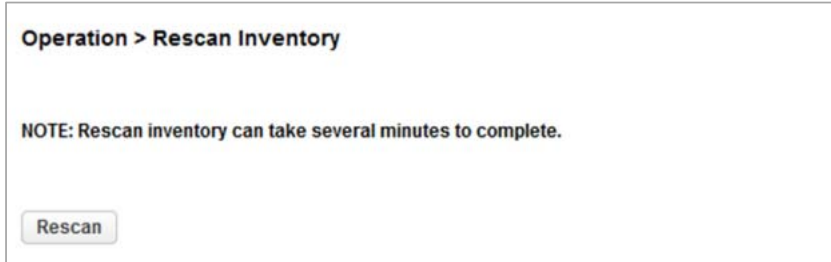 Operation > Rescan Inventory
NOTE: Rescan inventory can take several minutes to complete.
Rescan